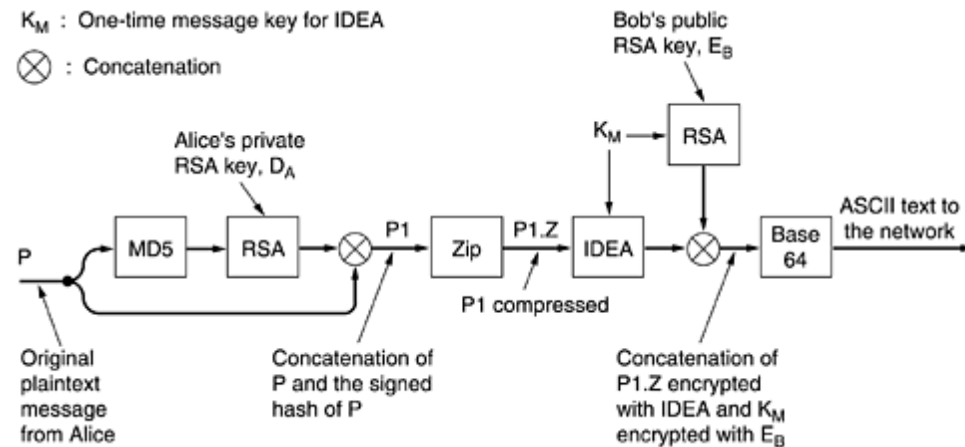 K_M : One-time message key for IDEA
: Concatenation
Bob's public
RSA key, E_B
Alice's private
RSA key, D_A
K_M
RSA
P
MD5
RSA
P1
Zip
P1.Z
IDEA
Base
64
ASCII text to
the network
P1 compressed
Original
plaintext
message
from Alice
Concatenation of
P and the signed
hash of P
Concatenation of
P1.Z encrypted
with IDEA and K_M
encrypted with E_B